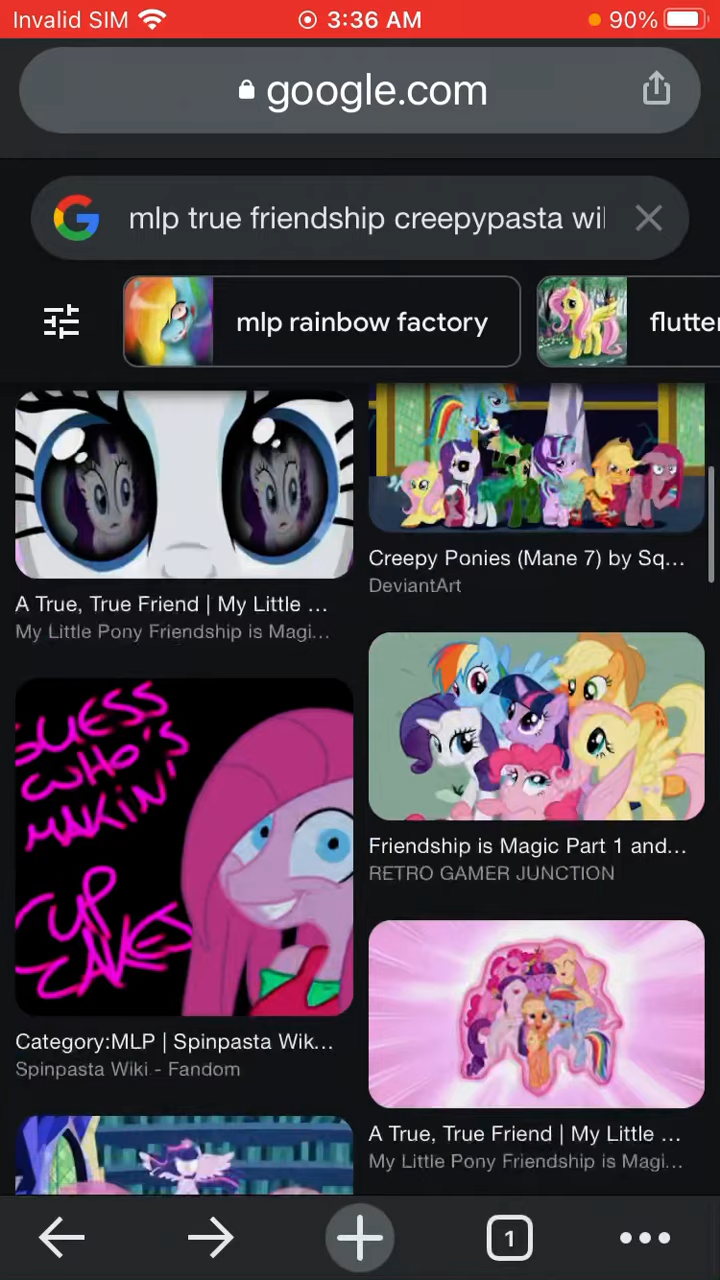 Invalid SIM 3:36 AM 90%
google.com
mlp true friendship creepypasta wil
mlp rainbow factory flutter
A True, True Friend | My Little ...
My Little Pony Friendship is Magi...
Creepy Ponies (Mane 7) by Sq...
DeviantArt
GUESS
WHO'S
MAKIN'
CUP
CAKES
Category:MLP | Spinpasta Wik...
Spinpasta Wiki - Fandom
Friendship is Magic Part 1 and...
RETRO GAMER JUNCTION
A True, True Friend | My Little ...
My Little Pony Friendship is Magi...
1